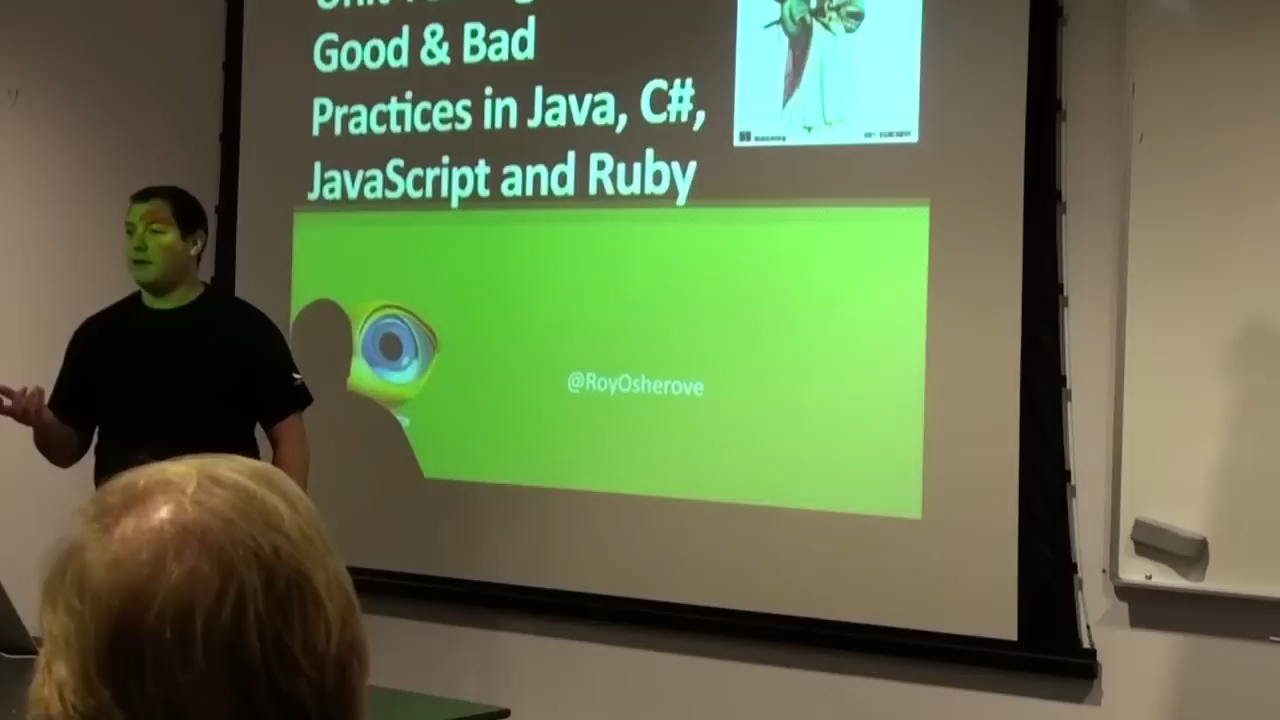 Good & Bad
Practices in Java, C#,
JavaScript and Ruby
@RoyOsherove